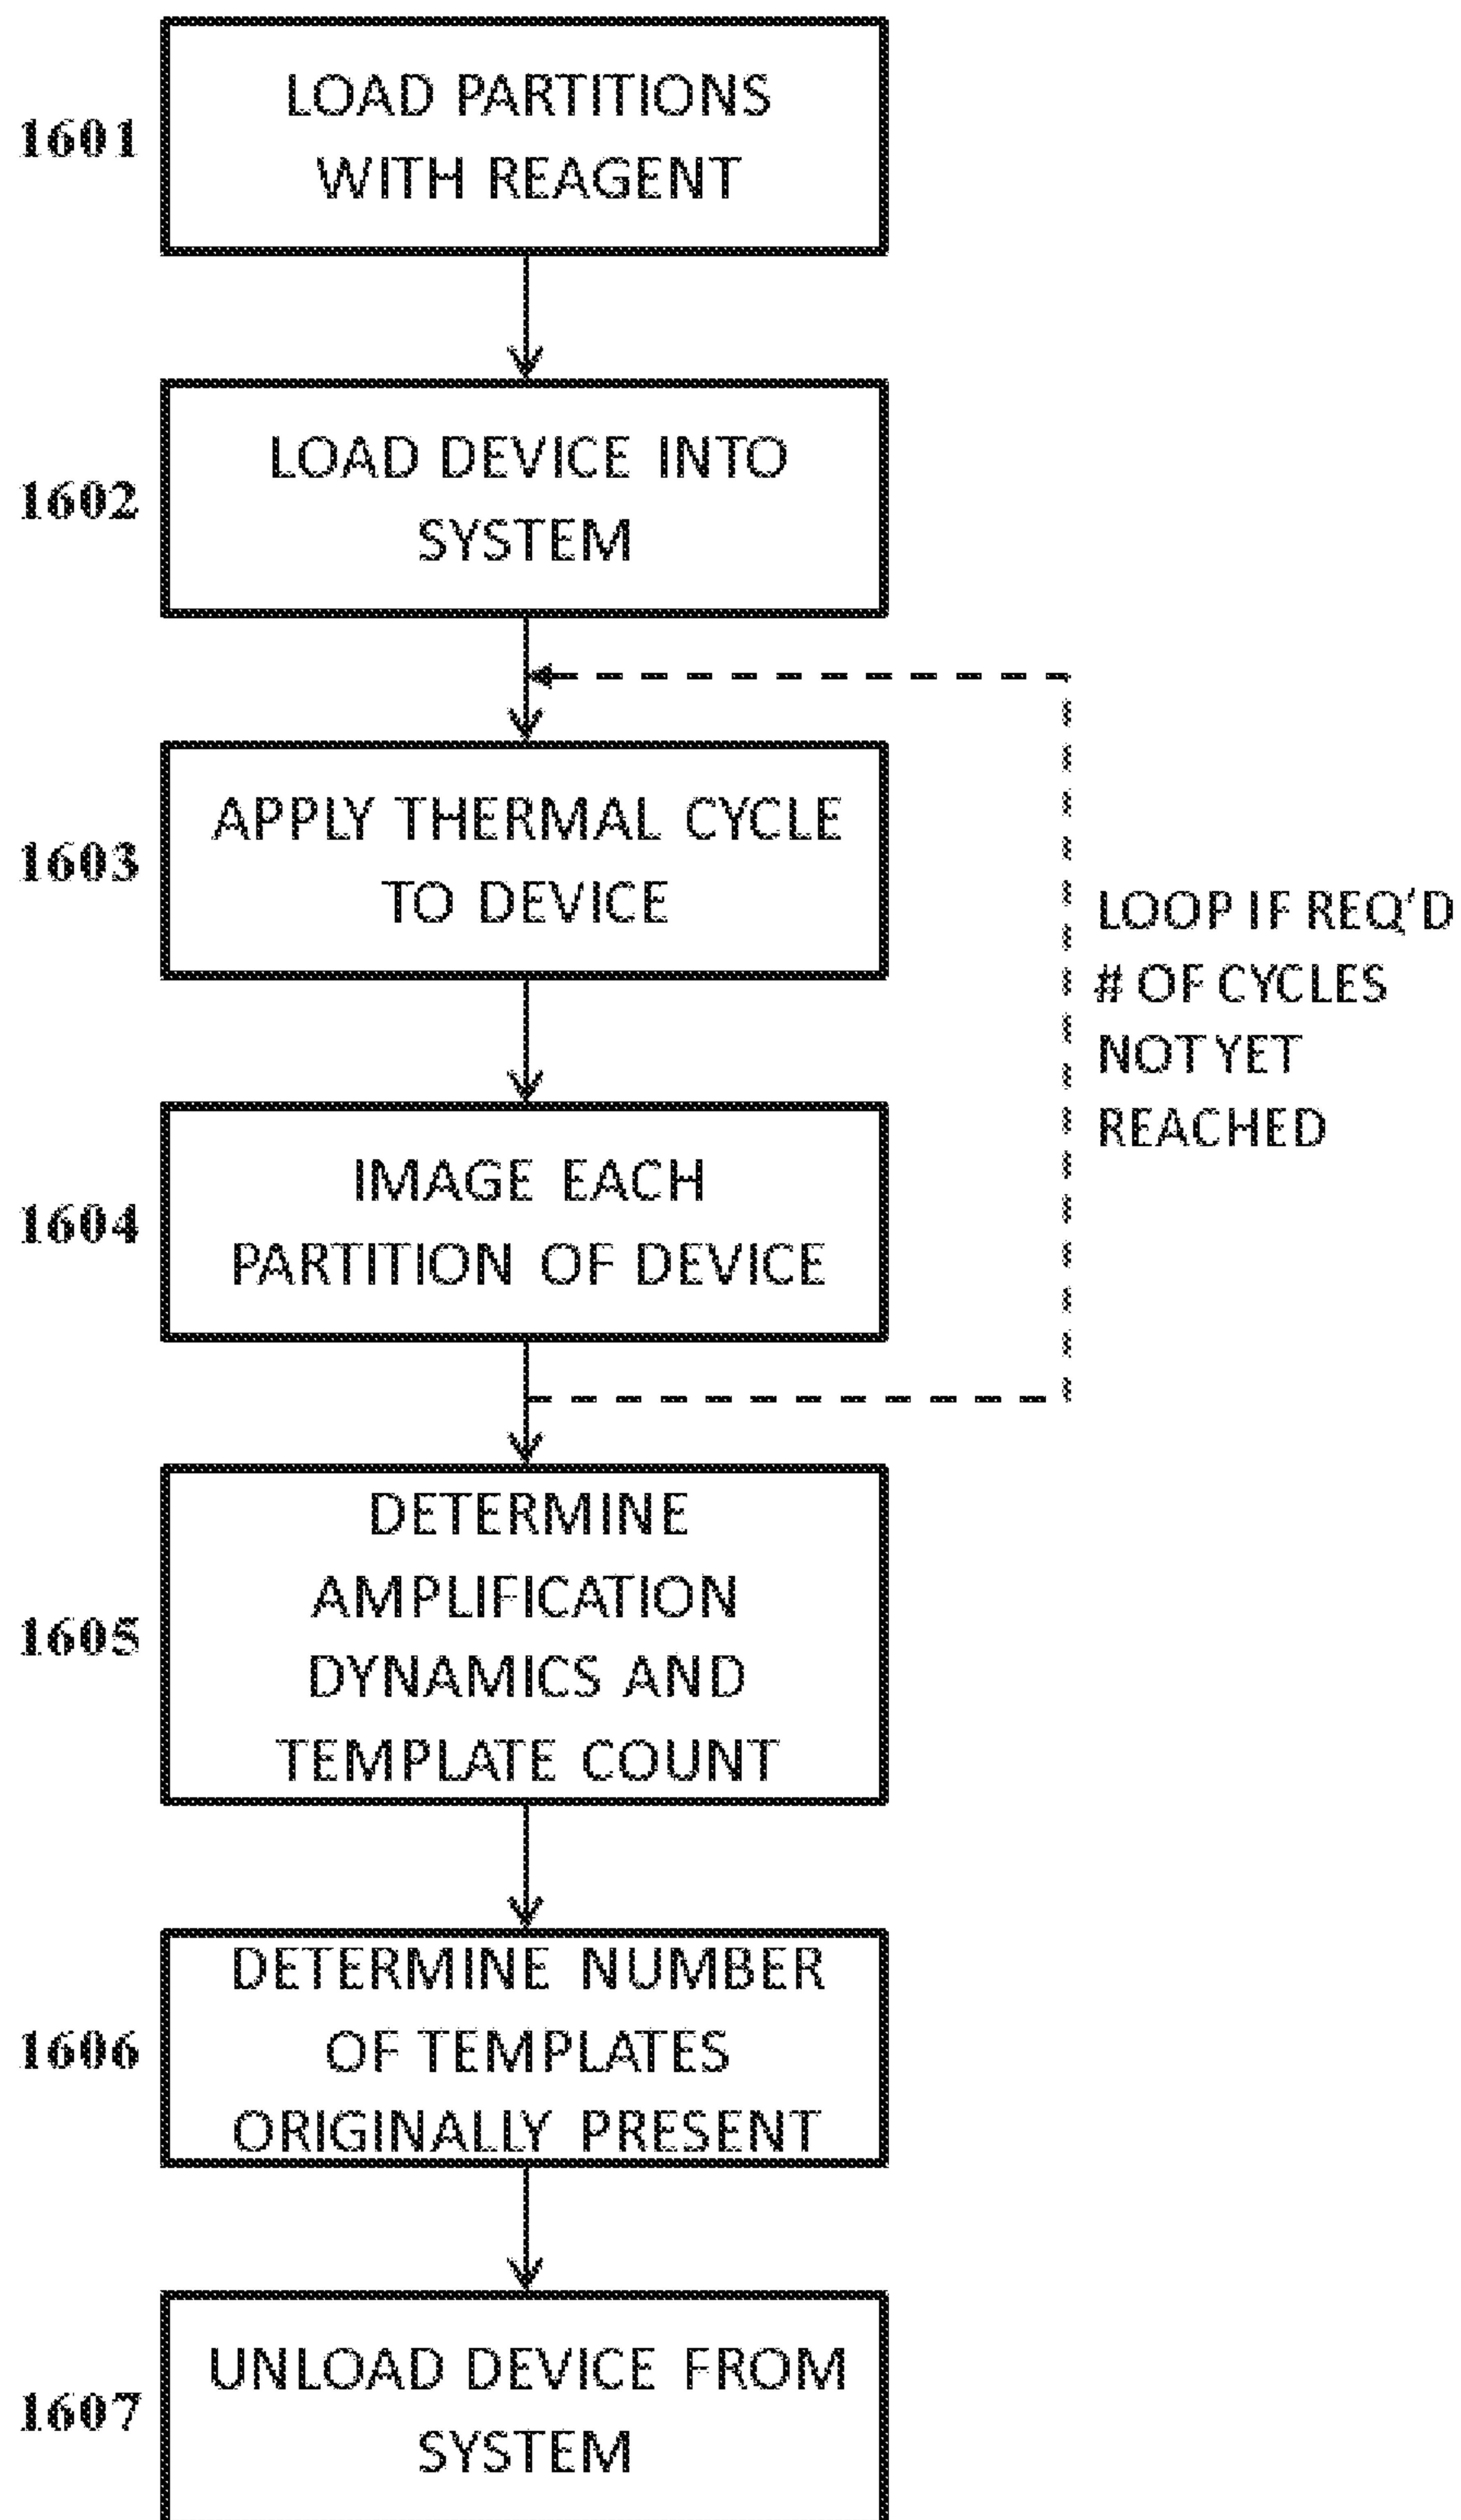 1601
LOAD PARTITIONS
WITH REAGENT
1602
LOAD DEVICE INTO
SYSTEM
1603
APPLY THERMAL CYCLE
TO DEVICE
LOOP IF REQ'D
# OF CYCLES
NOT YET
REACHED
1604
IMAGE EACH
PARTITION OF DEVICE
1605
DETERMINE
AMPLIFICATION
DYNAMICS AND
TEMPLATE COUNT
1606
DETERMINE NUMBER
OF TEMPLATES
ORIGINALLY PRESENT
1607
UNLOAD DEVICE FROM
SYSTEM